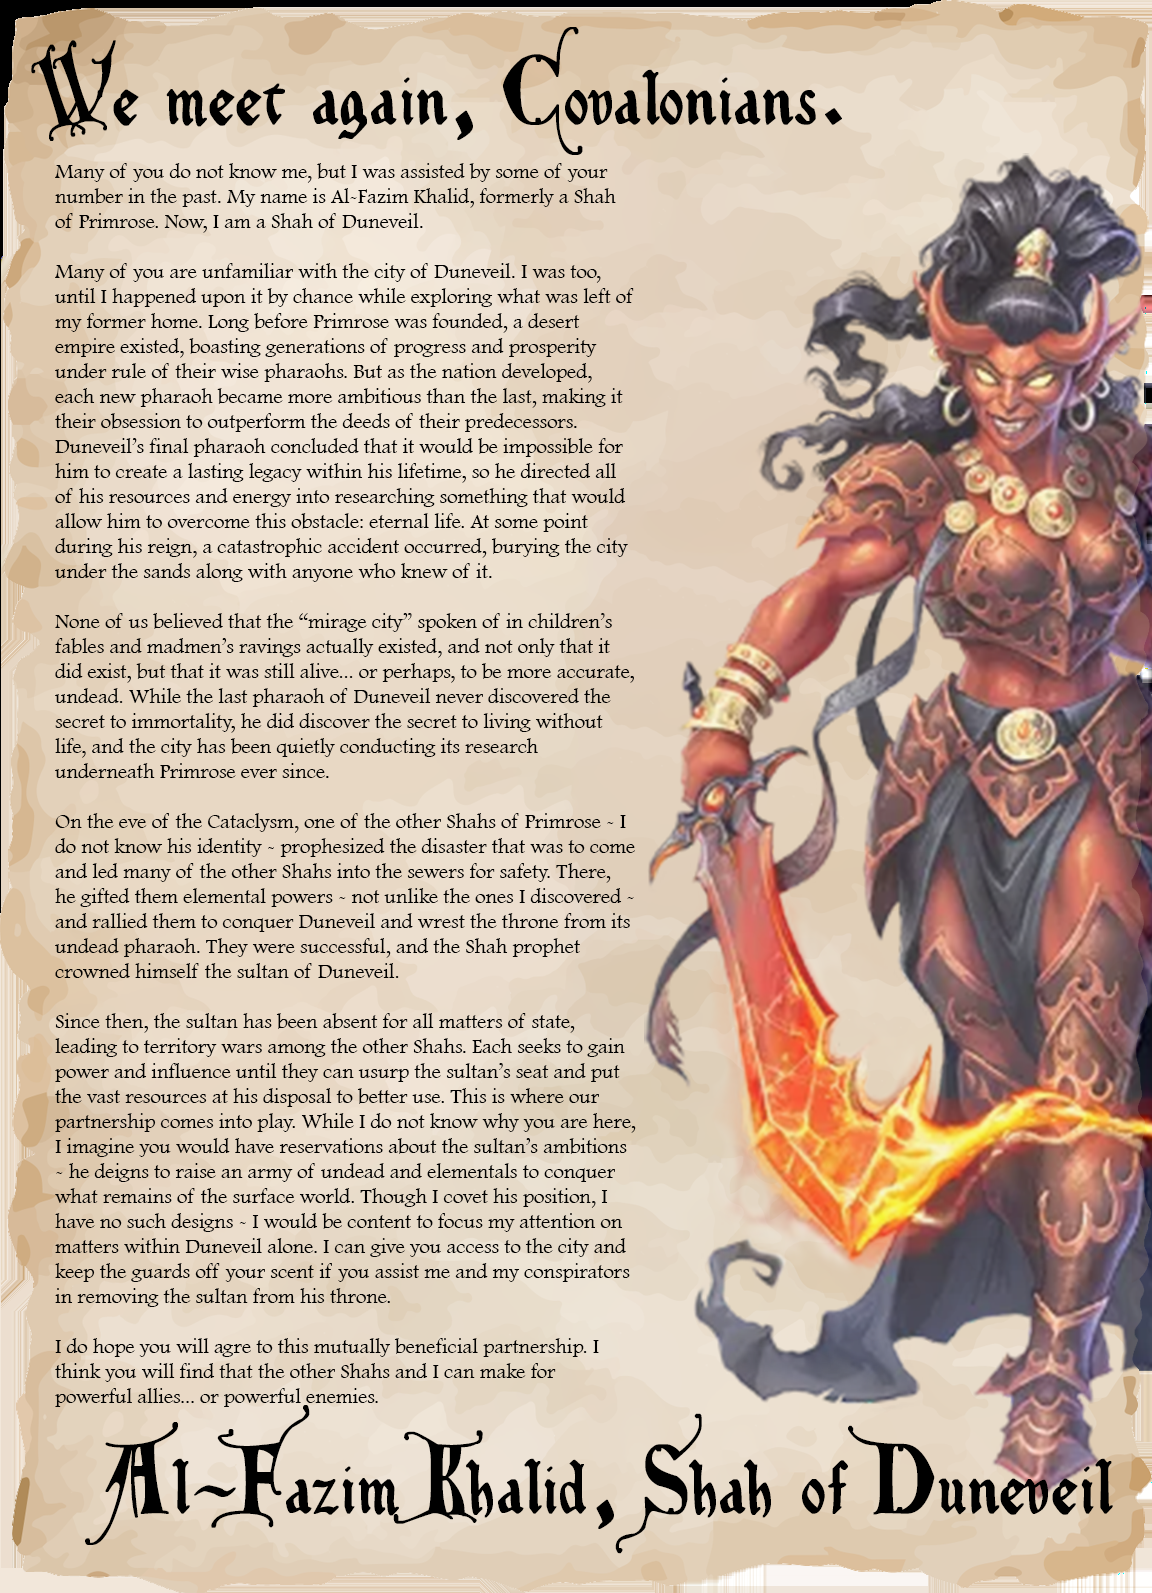 We meet again, Covalonians.
Many of you do not know me, but I was assisted by some of your
number in the past. My name is Al-Fazim Khalid, formerly a Shah
of Primrose. Now, I am a Shah of Duneveil.
Many of you are unfamiliar with the city of Duneveil. I was too,
until I happened upon it by chance while exploring what was left of
my former home. Long before Primrose was founded, a desert
empire existed, boasting generations of progress and prosperity
under rule of their wise pharaohs. But as the nation developed,
each new pharaoh became more ambitious than the last, making it
their obsession to outperform the deeds of their predecessors.
Duneveil’s final pharaoh concluded that it would be impossible for
him to create a lasting legacy within his lifetime, so he directed all
of his resources and energy into researching something that would
allow him to overcome this obstacle: eternal life. At some point
during his reign, a catastrophic accident occurred, burying the city
under the sands along with anyone who knew of it.
None of us believed that the “mirage city” spoken of in children’s
fables and madmen’s ravings actually existed, and not only that it
did exist, but that it was still alive... or perhaps, to be more accurate,
undead. While the last pharaoh of Duneveil never discovered the
secret to immortality, he did discover the secret to living without
life, and the city has been quietly conducting its research
underneath Primrose ever since.
On the eve of the Cataclysm, one of the other Shahs of Primrose ~ I
do not know his identity ~ prophesized the disaster that was to come
and led many of the other Shahs into the sewers for safety. There,
he gifted them elemental powers ~ not unlike the ones I discovered ~
and rallied them to conquer Duneveil and wrest the throne from its
undead pharaoh. They were successful, and the Shah prophet
crowned himself the sultan of Duneveil.
Since then, the sultan has been absent for all matters of state,
leading to territory wars among the other Shahs. Each seeks to gain
power and influence until they can usurp the sultan’s seat and put
the vast resources at his disposal to better use. This is where our
partnership comes into play. While I do not know why you are here,
I imagine you would have reservations about the sultan’s ambitions
~ he deigns to raise an army of undead and elementals to conquer
what remains of the surface world. Though I covet his position, I
have no such designs ~ I would be content to focus my attention on
matters within Duneveil alone. I can give you access to the city and
keep the guards off your scent if you assist me and my conspirators
in removing the sultan from his throne.
I do hope you will agre to this mutually beneficial partnership. I
think you will find that the other Shahs and I can make for
powerful allies... or powerful enemies.
Al~Fazim Khalid, Shah of Duneveil